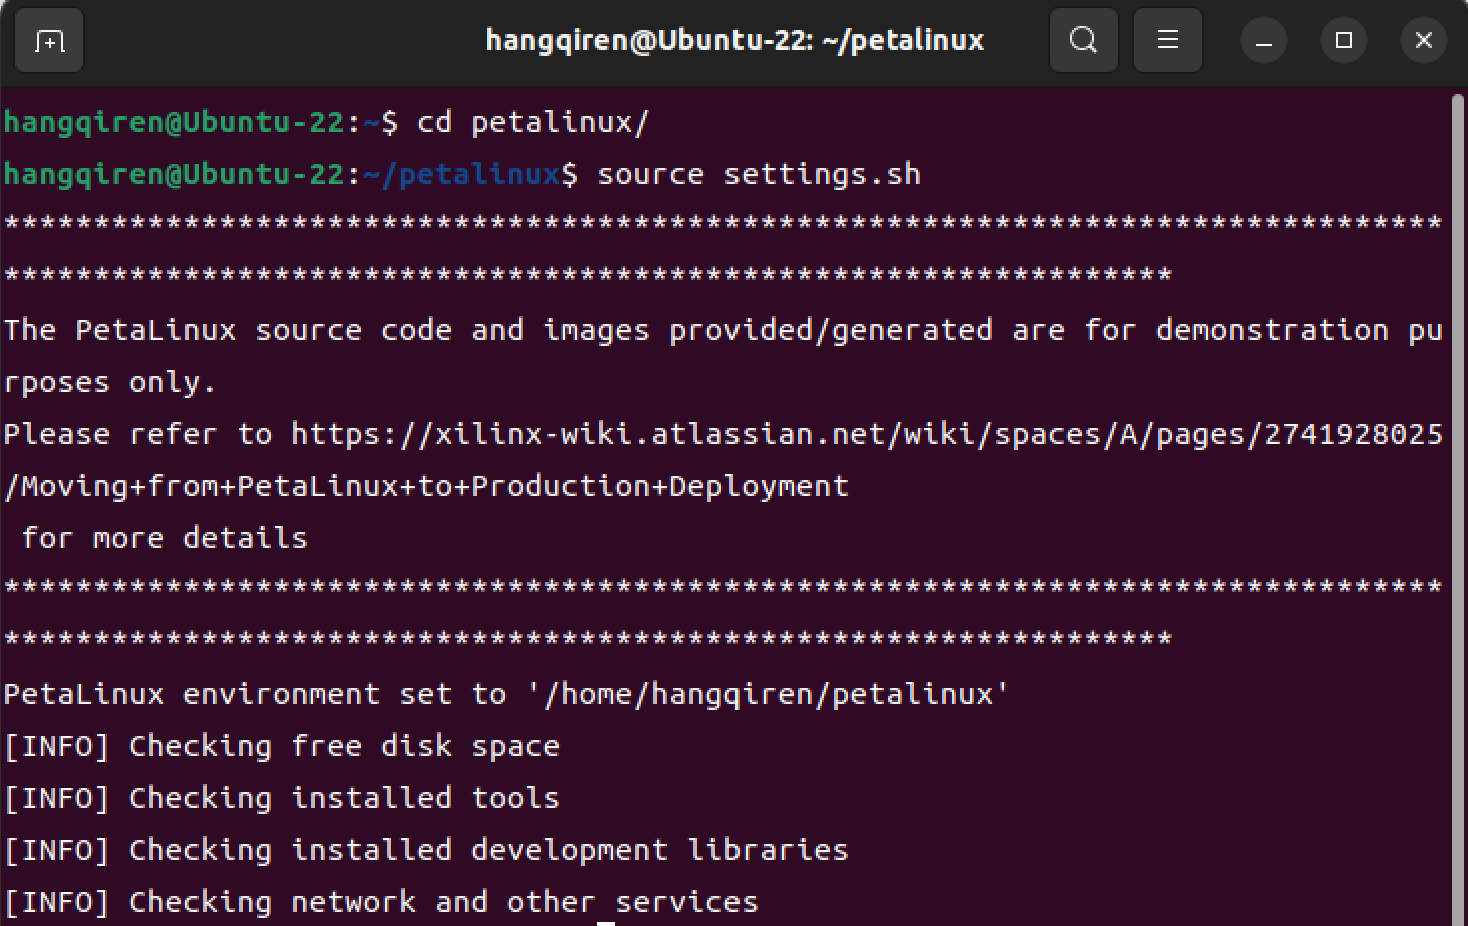 hangqiren@Ubuntu-22: ~/petalinux
hangqiren@Ubuntu-22:~$ cd petalinux/
hangqiren@Ubuntu-22:~/petalinux$ source settings.sh
********************************************************************************
*****************************************************************
The PetaLinux source code and images provided/generated are for demonstration pu
rposes only.
Please refer to https://xilinx-wiki.atlassian.net/wiki/spaces/A/pages/2741928025
/Moving+from+PetaLinux+to+Production+Deployment
 for more details
********************************************************************************
*****************************************************************
PetaLinux environment set to '/home/hangqiren/petalinux'
[INFO] Checking free disk space
[INFO] Checking installed tools
[INFO] Checking installed development libraries
[INFO] Checking network and other services